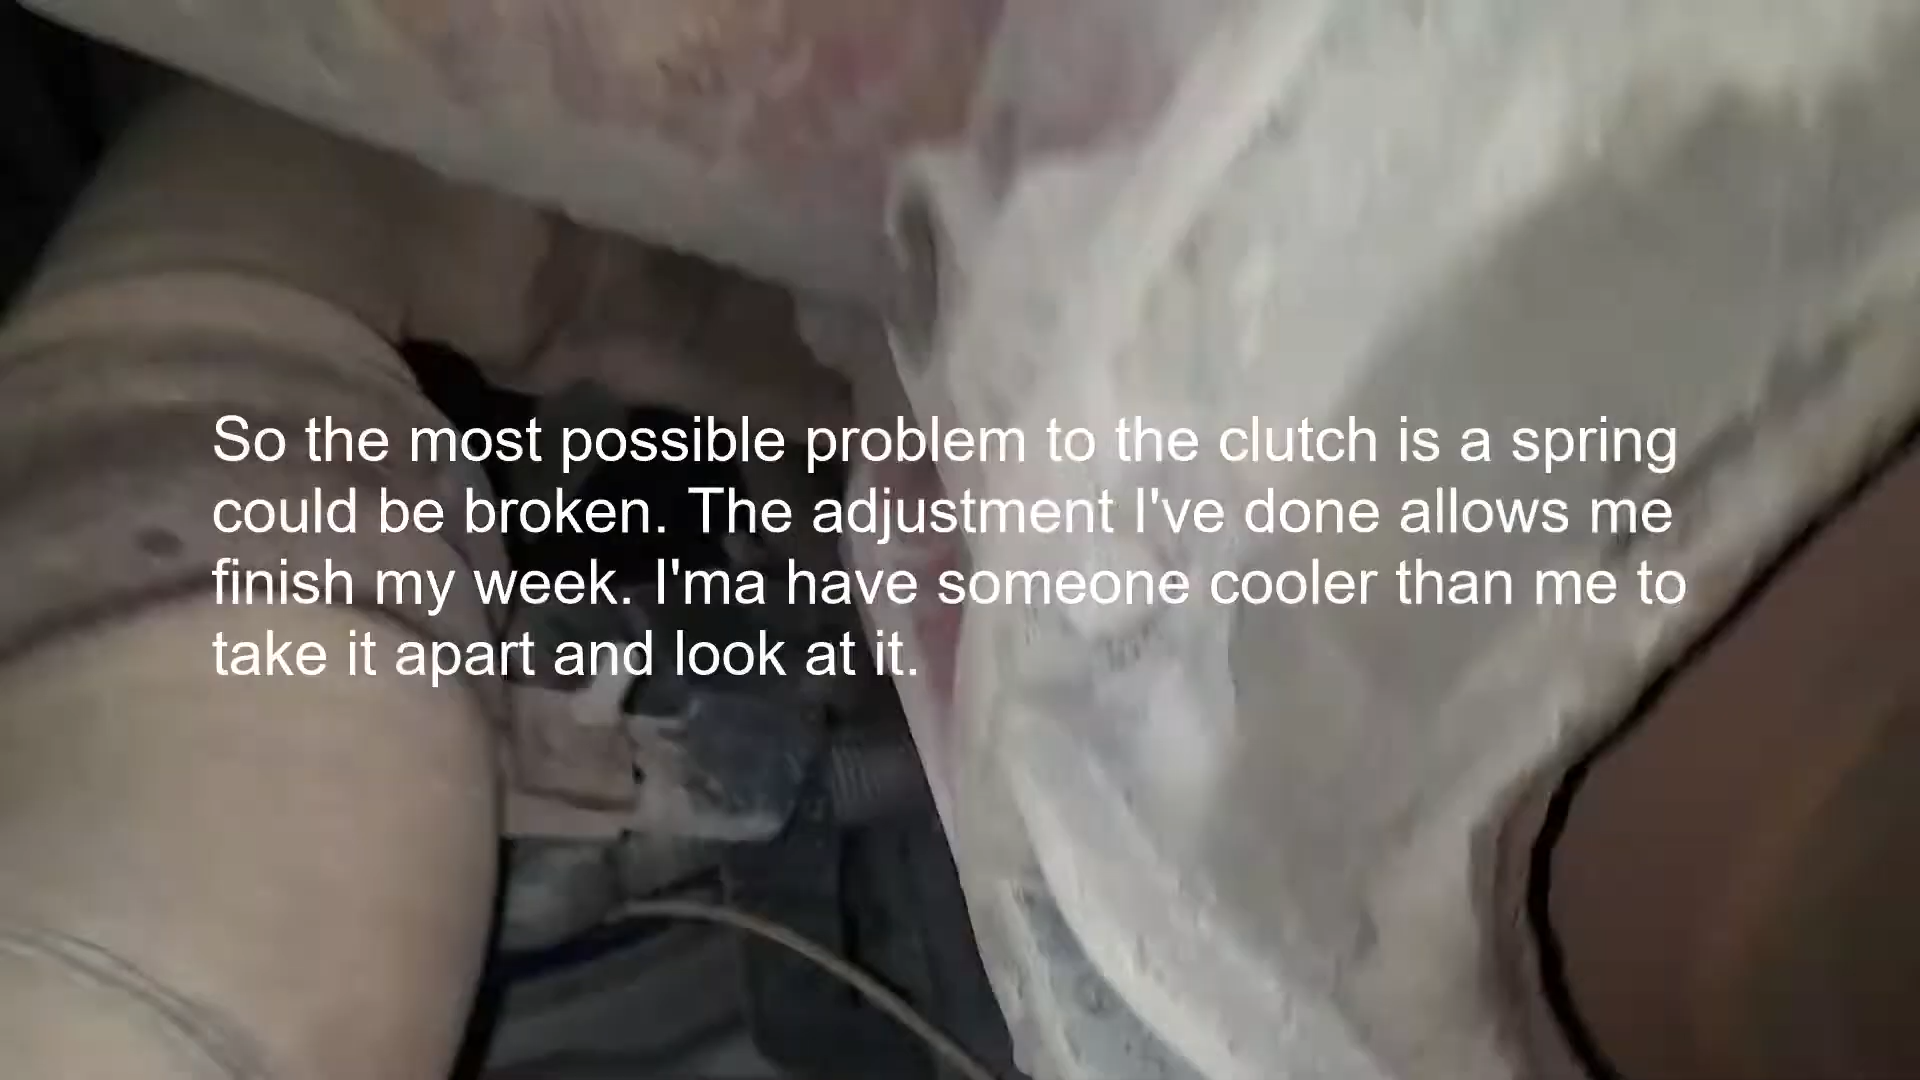 So the most possible problem to the clutch is a spring
could be broken. The adjustment I've done allows me
finish my week. I'ma have someone cooler than me to
take it apart and look at it.